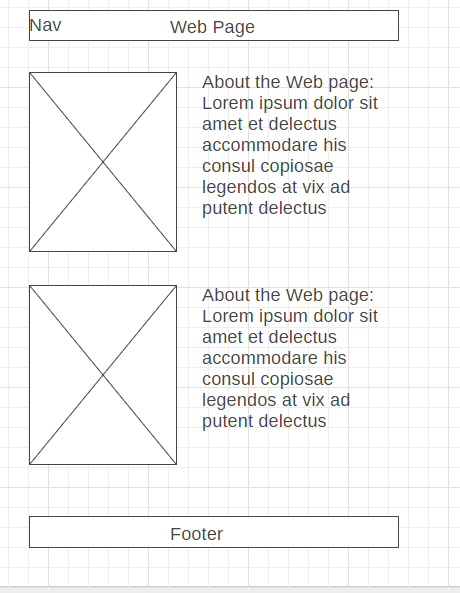 Nav Web Page
About the Web page:
Lorem ipsum dolor sit
amet et delectus
accommodare his
consul copiosae
legendos at vix ad
putent delectus
About the Web page:
Lorem ipsum dolor sit
amet et delectus
accommodare his
consul copiosae
legendos at vix ad
putent delectus
Footer